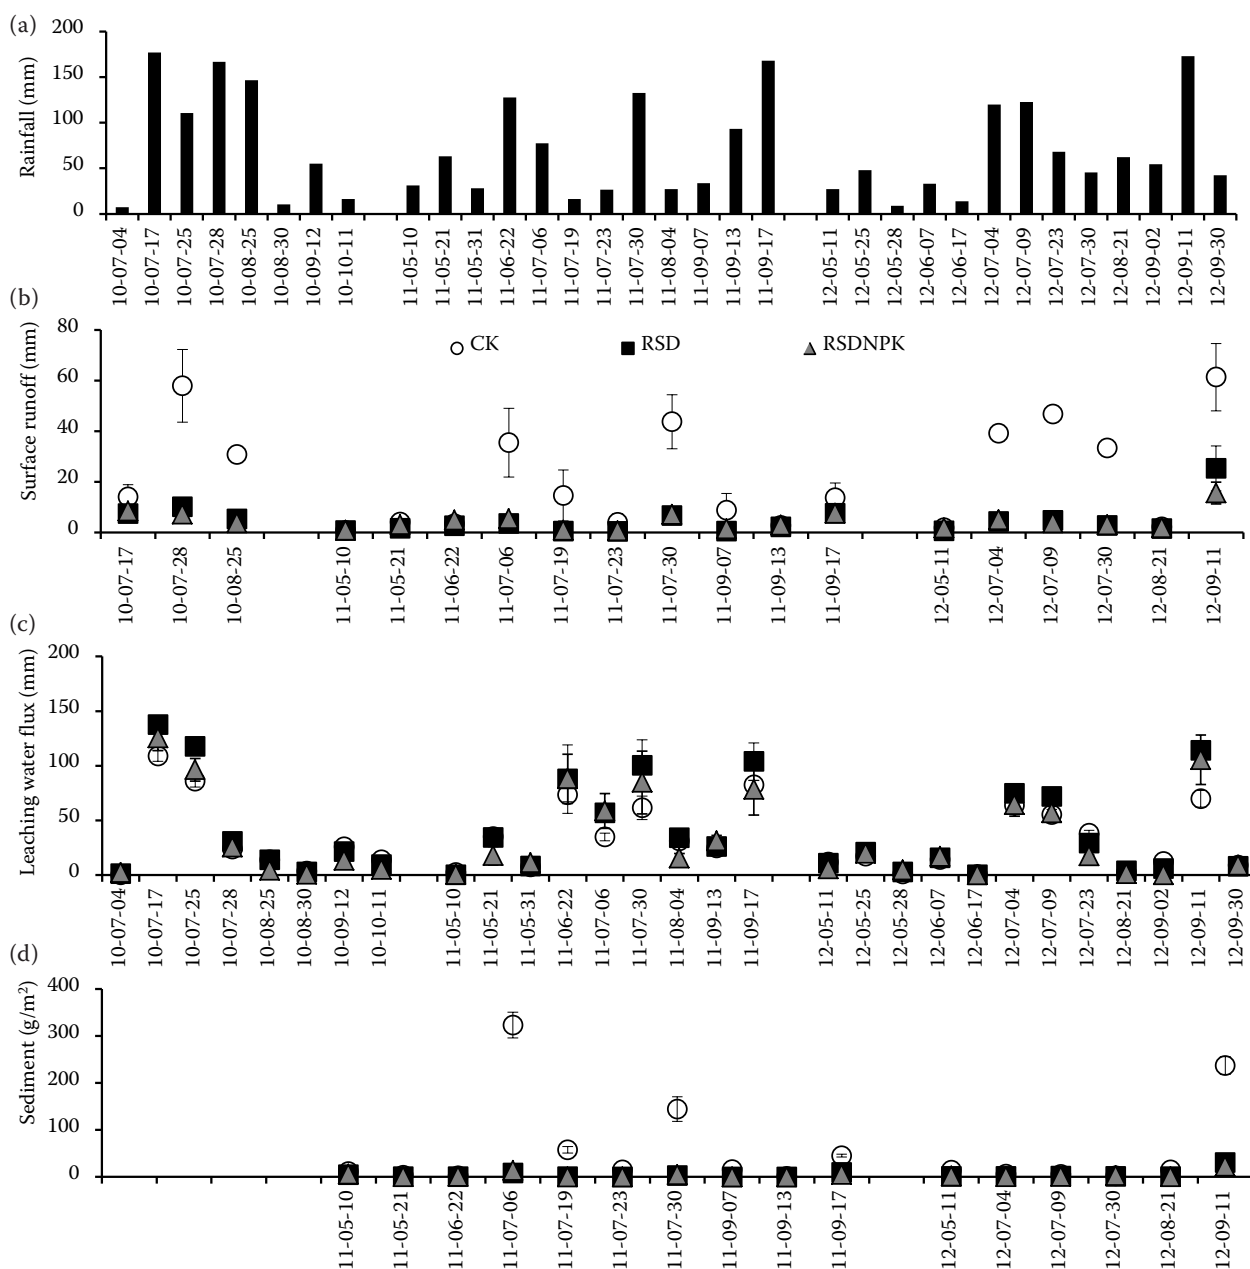 (a)
Rainfall (mm)
200
150
100
50
0
10-07-04 10-07-17 10-07-25 10-07-28 10-08-25 10-08-30 10-09-12 10-10-11 11-05-10 11-05-21 11-05-31 11-06-22 11-07-06 11-07-19 11-07-23 11-07-30 11-08-04 11-09-07 11-09-13 11-09-17 12-05-11 12-05-25 12-05-28 12-06-07 12-06-17 12-07-04 12-07-09 12-07-23 12-07-30 12-08-21 12-09-02 12-09-11 12-09-30
(b)
Surface runoff (mm)
80
60
40
20
0
CK RSD RSDNPK
10-07-17 10-07-28 10-08-25 11-05-10 11-05-21 11-06-22 11-07-06 11-07-19 11-07-23 11-07-30 11-09-07 11-09-13 11-09-17 12-05-11 12-07-04 12-07-09 12-07-30 12-08-21 12-09-11
(c)
Leaching water flux (mm)
200
150
100
50
0
10-07-04 10-07-17 10-07-25 10-07-28 10-08-25 10-08-30 10-09-12 10-10-11 11-05-10 11-05-21 11-05-31 11-06-22 11-07-06 11-07-30 11-08-04 11-09-13 11-09-17 12-05-11 12-05-25 12-05-28 12-06-07 12-06-17 12-07-04 12-07-09 12-07-23 12-08-21 12-09-02 12-09-11 12-09-30
(d)
Sediment (g/m²)
400
300
200
100
0
11-05-10 11-05-21 11-06-22 11-07-06 11-07-19 11-07-23 11-07-30 11-09-07 11-09-13 11-09-17 12-05-11 12-07-04 12-07-09 12-07-30 12-08-21 12-09-11